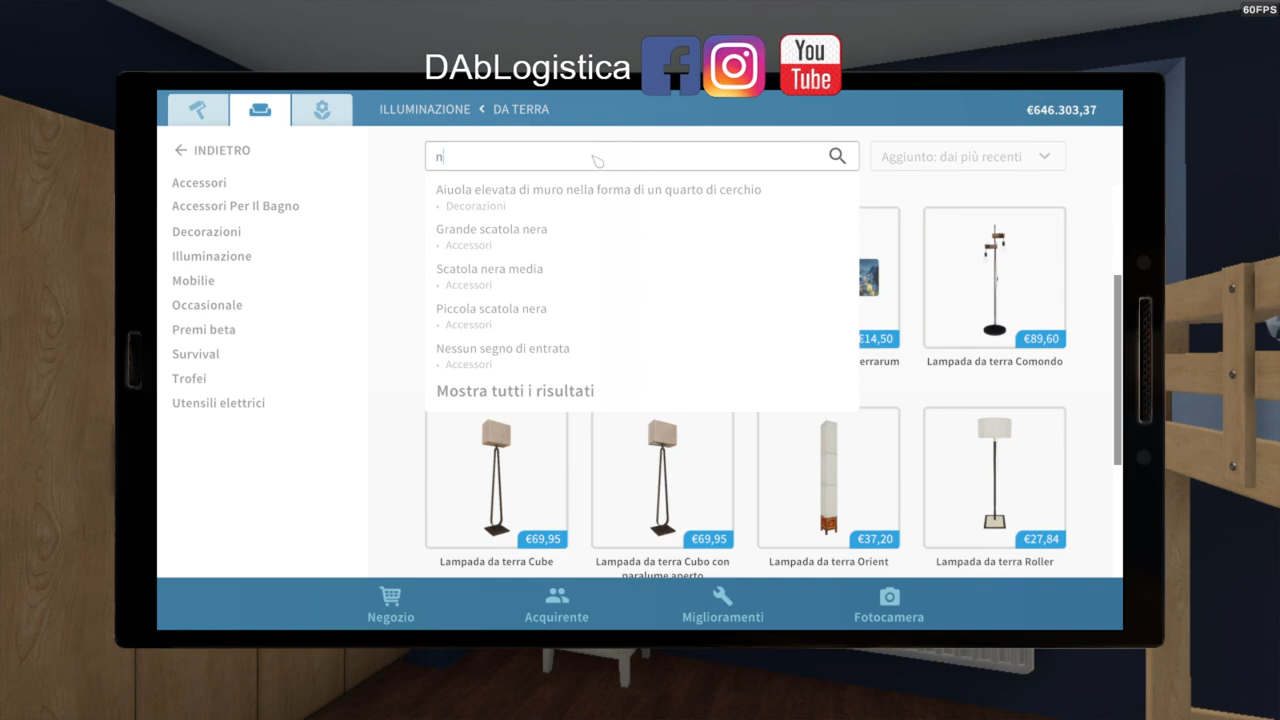 60FPS
DAbLogistica
You
Tube
ILLUMINAZIONE < DA TERRA
€646.303,37
INDIETRO
Accessori
Accessori Per Il Bagno
Decorazioni
Illuminazione
Mobilie
Occasionale
Premi beta
Survival
Trofei
Utensili elettrici
n
Aggiunto: dai più recenti
Aiuola elevata di muro nella forma di un quarto di cerchio
• Decorazioni
Grande scatola nera
• Accessori
Scatola nera media
• Accessori
Piccola scatola nera
• Accessori
Nessun segno di entrata
• Accessori
Mostra tutti i risultati
€14,50
€89,60
errarum
Lampada da terra Comondo
€69,95
€69,95
€37,20
€27,84
Lampada da terra Cube
Lampada da terra Cubo con
paralume aperto
Lampada da terra Orient
Lampada da terra Roller
Negozio
Acquirente
Miglioramenti
Fotocamera